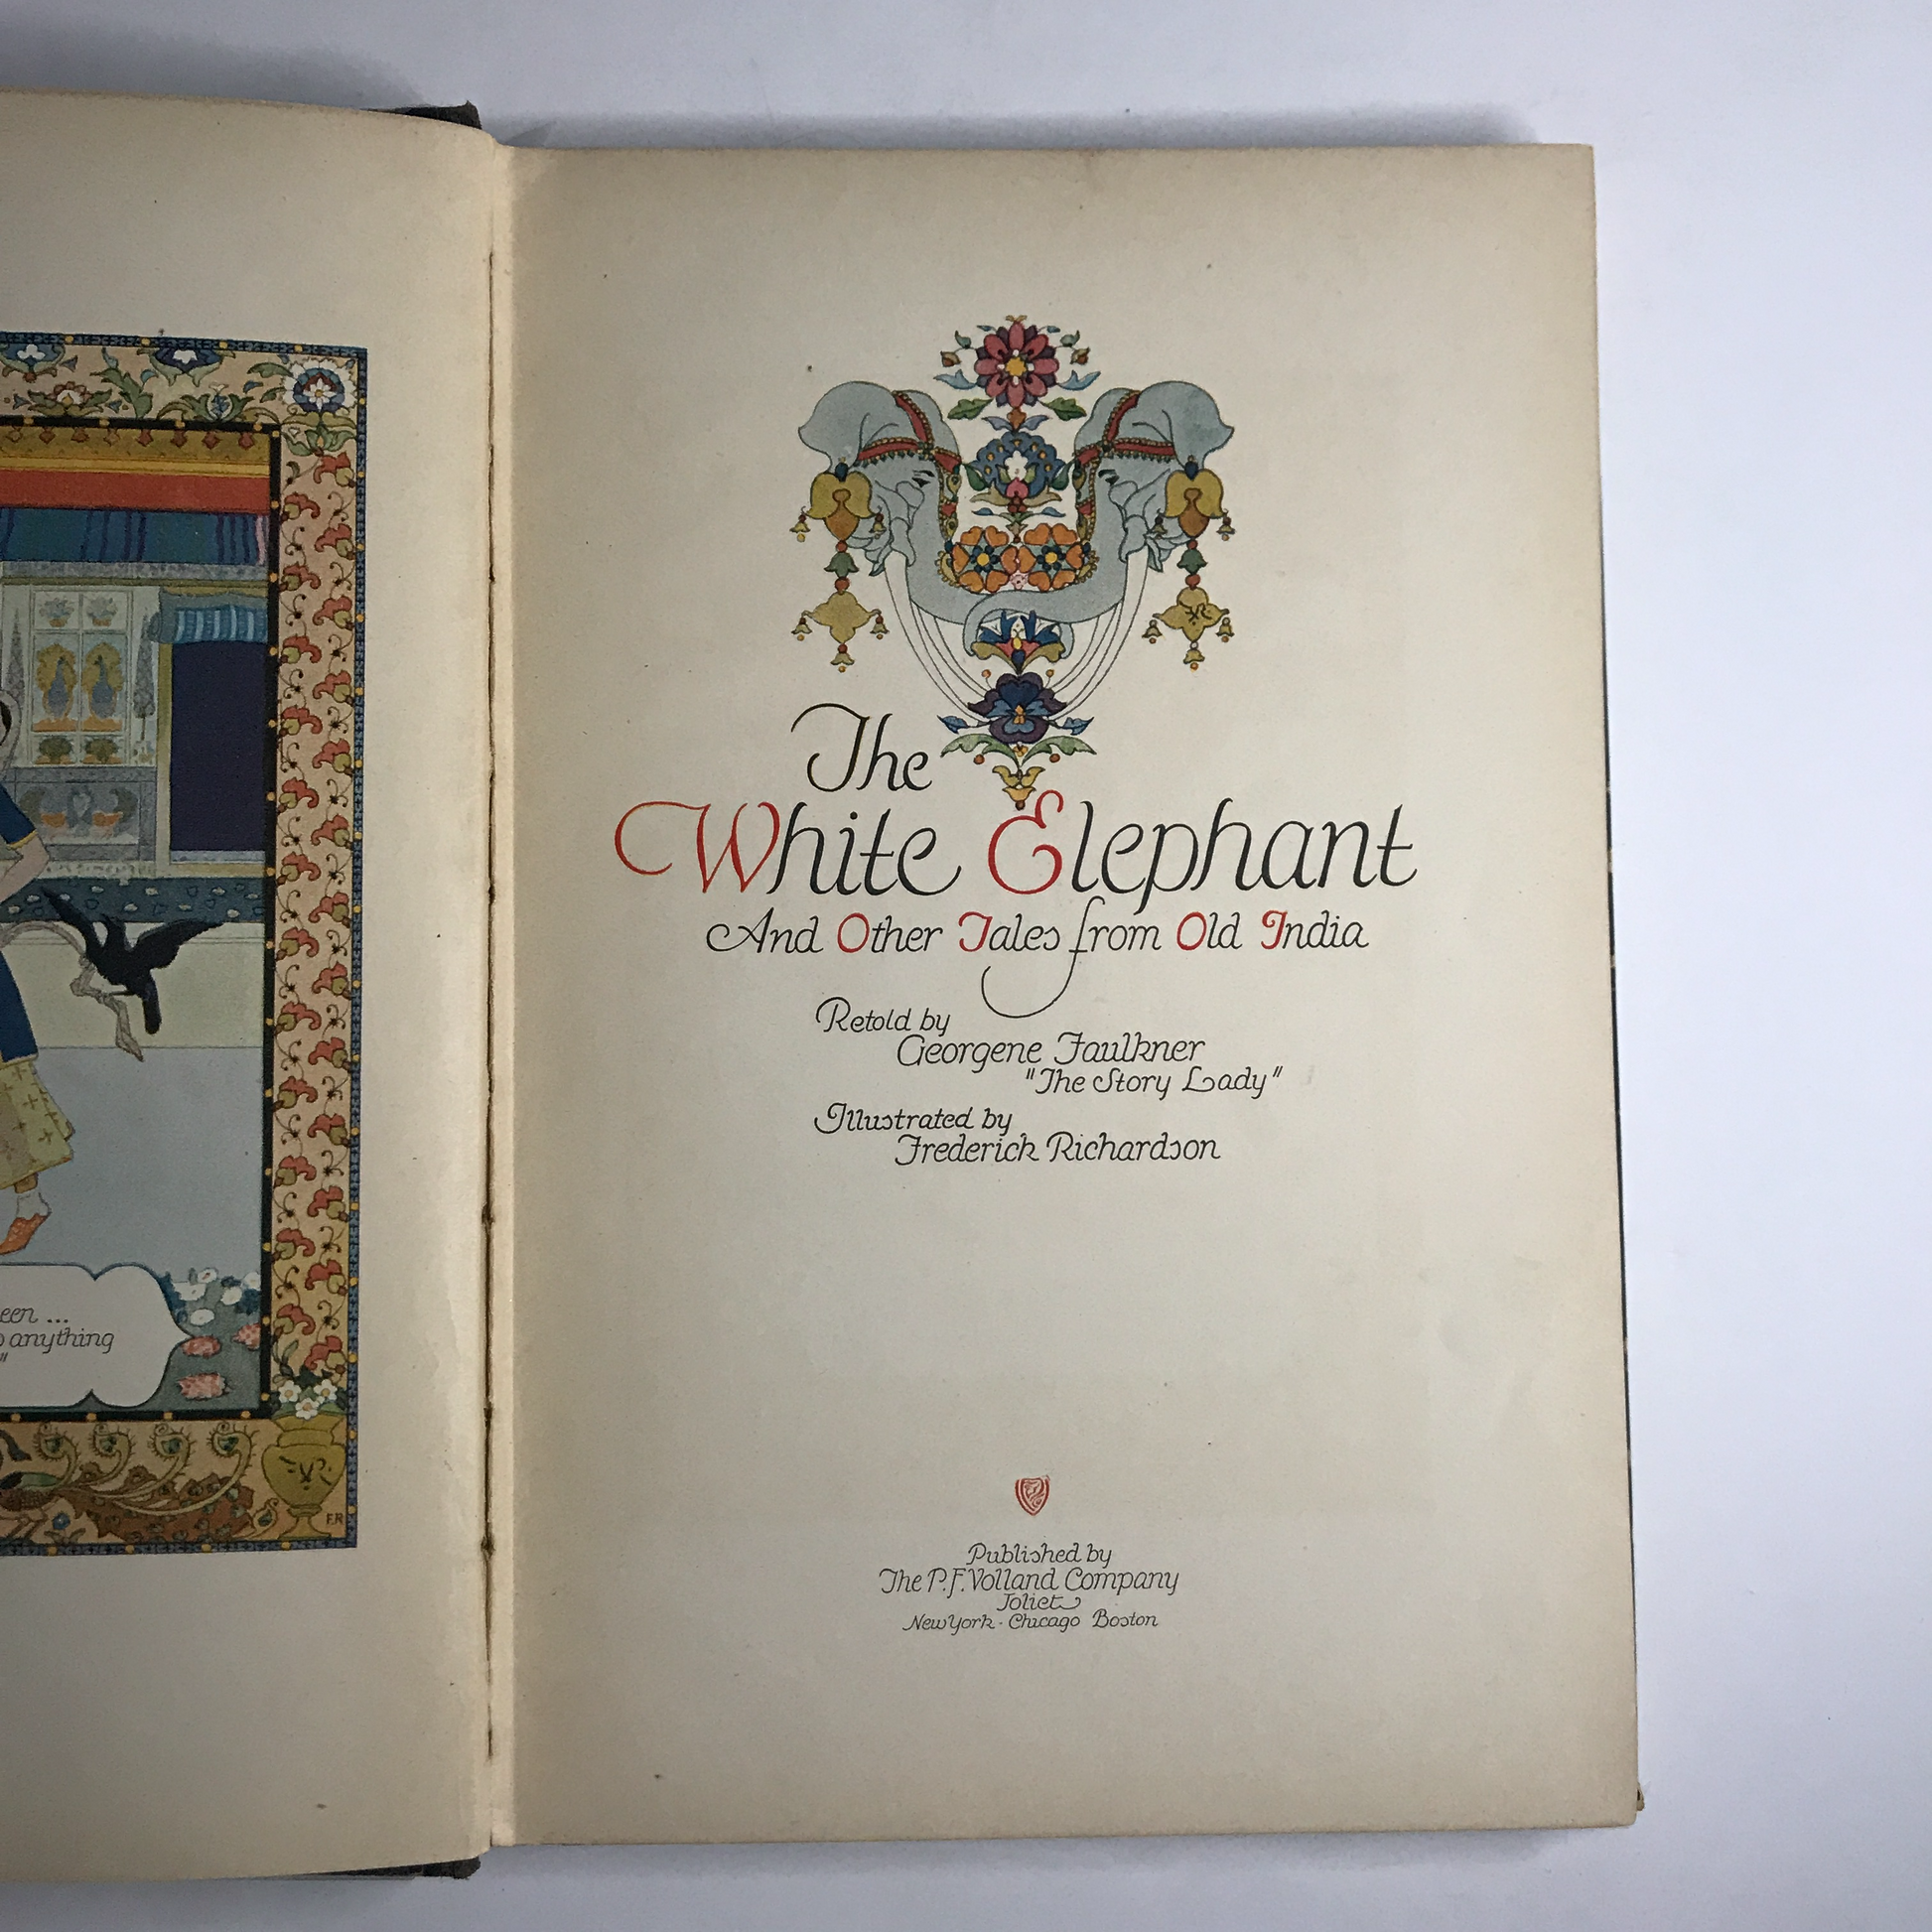 een ...
anything
"
F.R
The
White Elephant
And Other Tales from Old India
Retold by
Georgene Faulkner
"The Story Lady"
Illustrated by
Frederick Richardson
Published by
The P.F. Volland Company
Joliet
New York - Chicago Boston